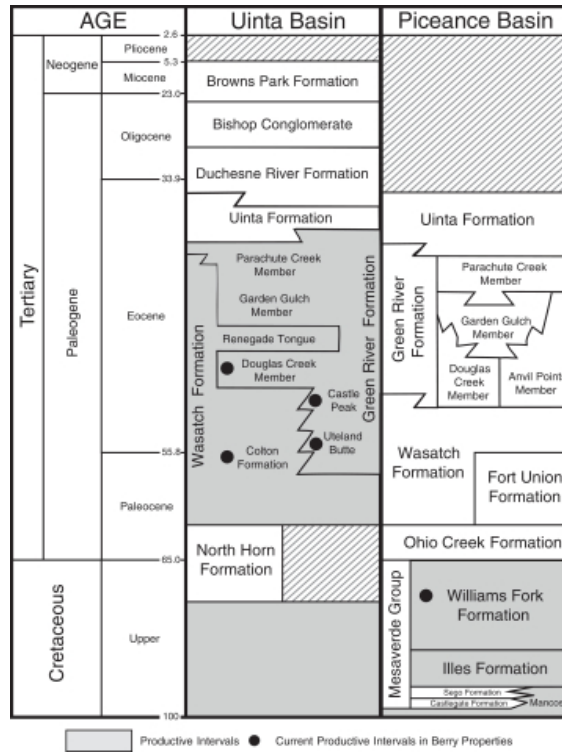 AGE
Uinta Basin
Piceance Basin
Tertiary
Cretaceous
Neogene
Paleogene
Pliocene
Miocene
Oligocene
Eocene
Paleocene
Upper
2.6
5.3
23.0
33.9
55.8
65.0
100
Browns Park Formation
Bishop Conglomerate
Duchesne River Formation
Uinta Formation
Parachute Creek
Member
Garden Gulch
Member
Renegade Tongue
Douglas Creek
Member
Castle
Peak
Uteland
Butte
Colton
Formation
Wasatch Formation
Green River Formation
North Horn
Formation
Uinta Formation
Green River
Formation
Parachute Creek
Member
Garden Gulch
Member
Douglas
Creek
Member
Anvil Point
Member
Wasatch
Formation
Fort Union
Formation
Ohio Creek Formation
Mesaverde Group
Williams Fork
Formation
Illes Formation
Sego Formation
Castlegate Formation
Mancos
Productive Intervals
Current Productive Intervals in Berry Properties